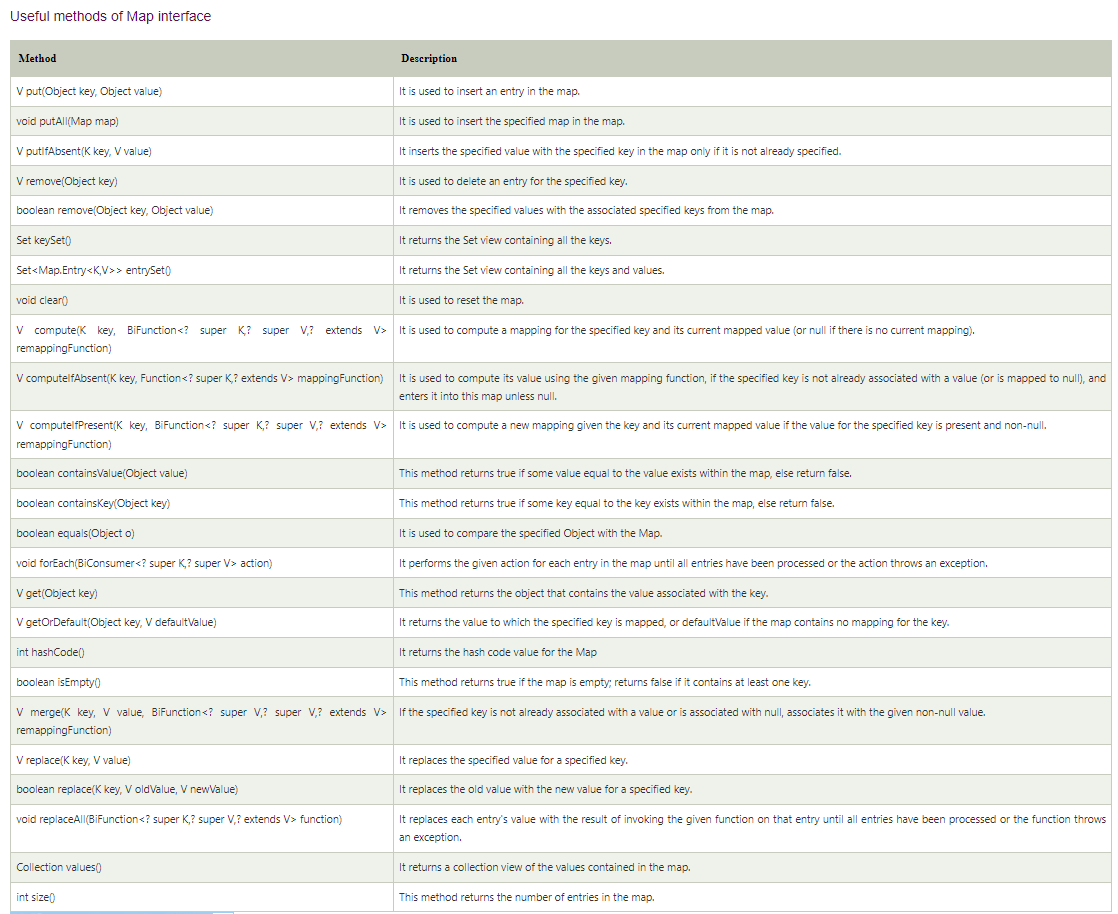 Useful methods of Map interface
Method Description
V put(Object key, Object value) It is used to insert an entry in the map.
void putAll(Map map) It is used to insert the specified map in the map.
V putIfAbsent(K key, V value) It inserts the specified value with the specified key in the map only if it is not already specified.
V remove(Object key) It is used to delete an entry for the specified key.
boolean remove(Object key, Object value) It removes the specified values with the associated specified keys from the map.
Set keySet() It returns the Set view containing all the keys.
Set<Map.Entry<K,V>> entrySet() It returns the Set view containing all the keys and values.
void clear() It is used to reset the map.
V compute(K key, BiFunction<? super K,? super V,? extends V> It is used to compute a mapping for the specified key and its current mapped value (or null if there is no current mapping).
remappingFunction)
V computeIfAbsent(K key, Function<? super K,? extends V> mappingFunction) It is used to compute its value using the given mapping function, if the specified key is not already associated with a value (or is mapped to null), and
enters it into this map unless null.
V computeIfPresent(K key, BiFunction<? super K,? super V,? extends V> It is used to compute a new mapping given the key and its current mapped value if the value for the specified key is present and non-null.
remappingFunction)
boolean containsValue(Object value) This method returns true if some value equal to the value exists within the map, else return false.
boolean containsKey(Object key) This method returns true if some key equal to the key exists within the map, else return false.
boolean equals(Object o) It is used to compare the specified Object with the Map.
void forEach(BiConsumer<? super K,? super V> action) It performs the given action for each entry in the map until all entries have been processed or the action throws an exception.
V get(Object key) This method returns the object that contains the value associated with the key.
V getOrDefault(Object key, V defaultValue) It returns the value to which the specified key is mapped, or defaultValue if the map contains no mapping for the key.
int hashCode() It returns the hash code value for the Map
boolean isEmpty() This method returns true if the map is empty; returns false if it contains at least one key.
V merge(K key, V value, BiFunction<? super V,? super V,? extends V> If the specified key is not already associated with a value or is associated with null, associates it with the given non-null value.
remappingFunction)
V replace(K key, V value) It replaces the specified value for a specified key.
boolean replace(K key, V oldValue, V newValue) It replaces the old value with the new value for a specified key.
void replaceAll(BiFunction<? super K,? super V,? extends V> function) It replaces each entry's value with the result of invoking the given function on that entry until all entries have been processed or the function throws
an exception.
Collection values() It returns a collection view of the values contained in the map.
int size() This method returns the number of entries in the map.